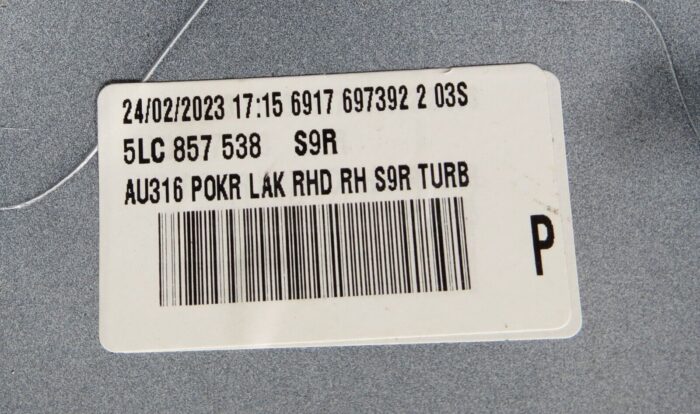 24/02/2023 17:15 6917 697392 2 03S
5LC 857 538 S9R
AU316 POKR LAK RHD RH S9R TURB
P